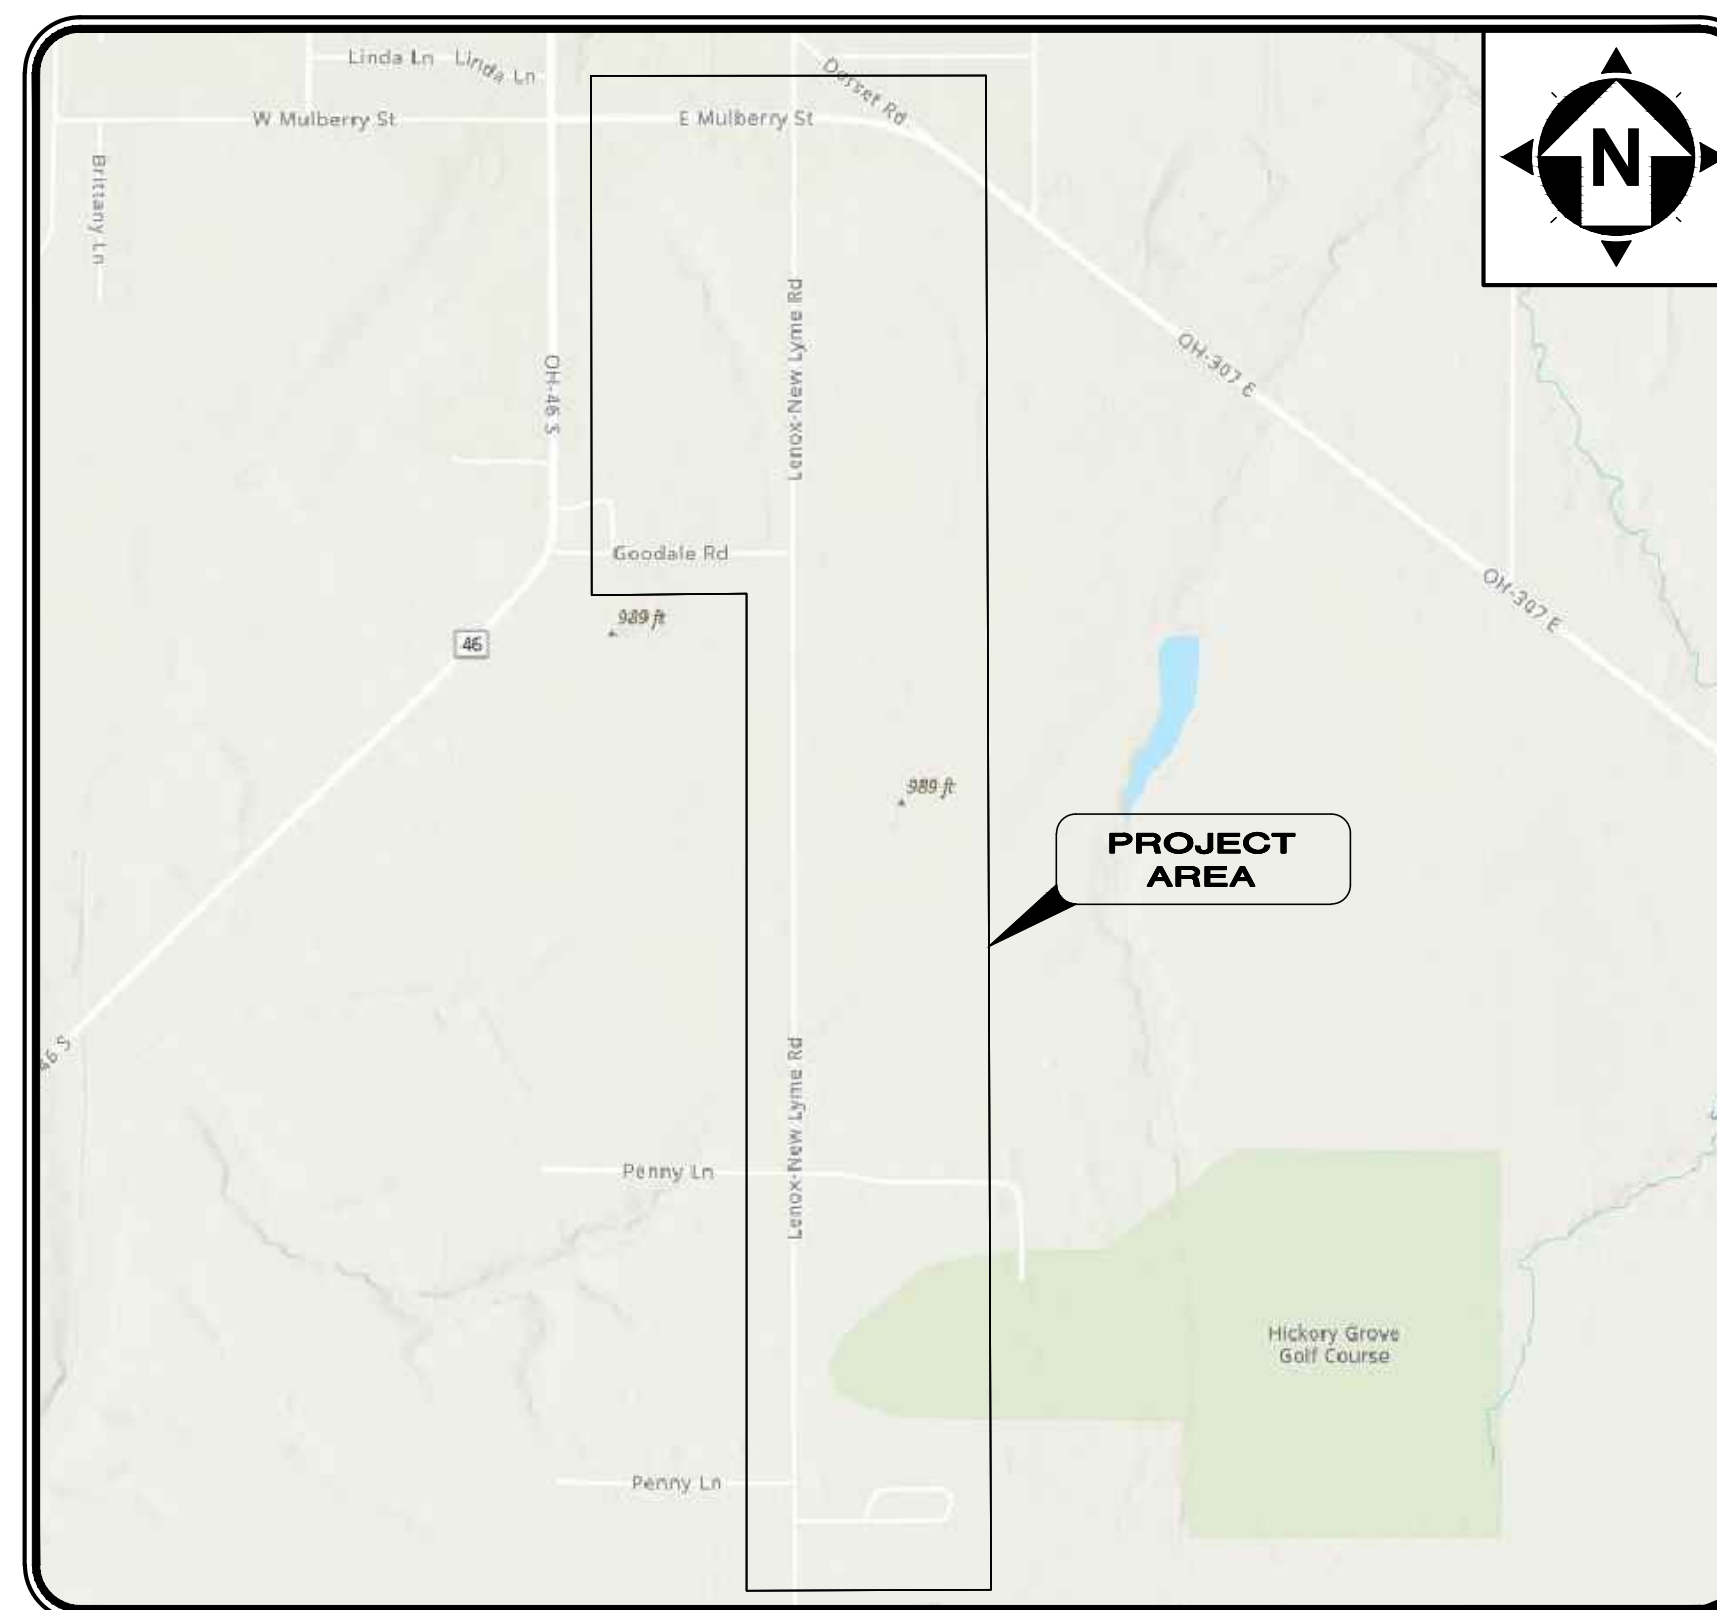 Linda Ln
Linda Ln
Dorset Rd
W Mulberry St
E Mulberry St
N
Brittany Ln
Lenox-New Lyme Rd
OH-46 S
OH-307 E
Goodale Rd
OH-307 E
989 ft
46
989 ft
PROJECT
AREA
46 S
Lenox-New Lyme Rd
Penny Ln
Hickory Grove
Golf Course
Penny Ln